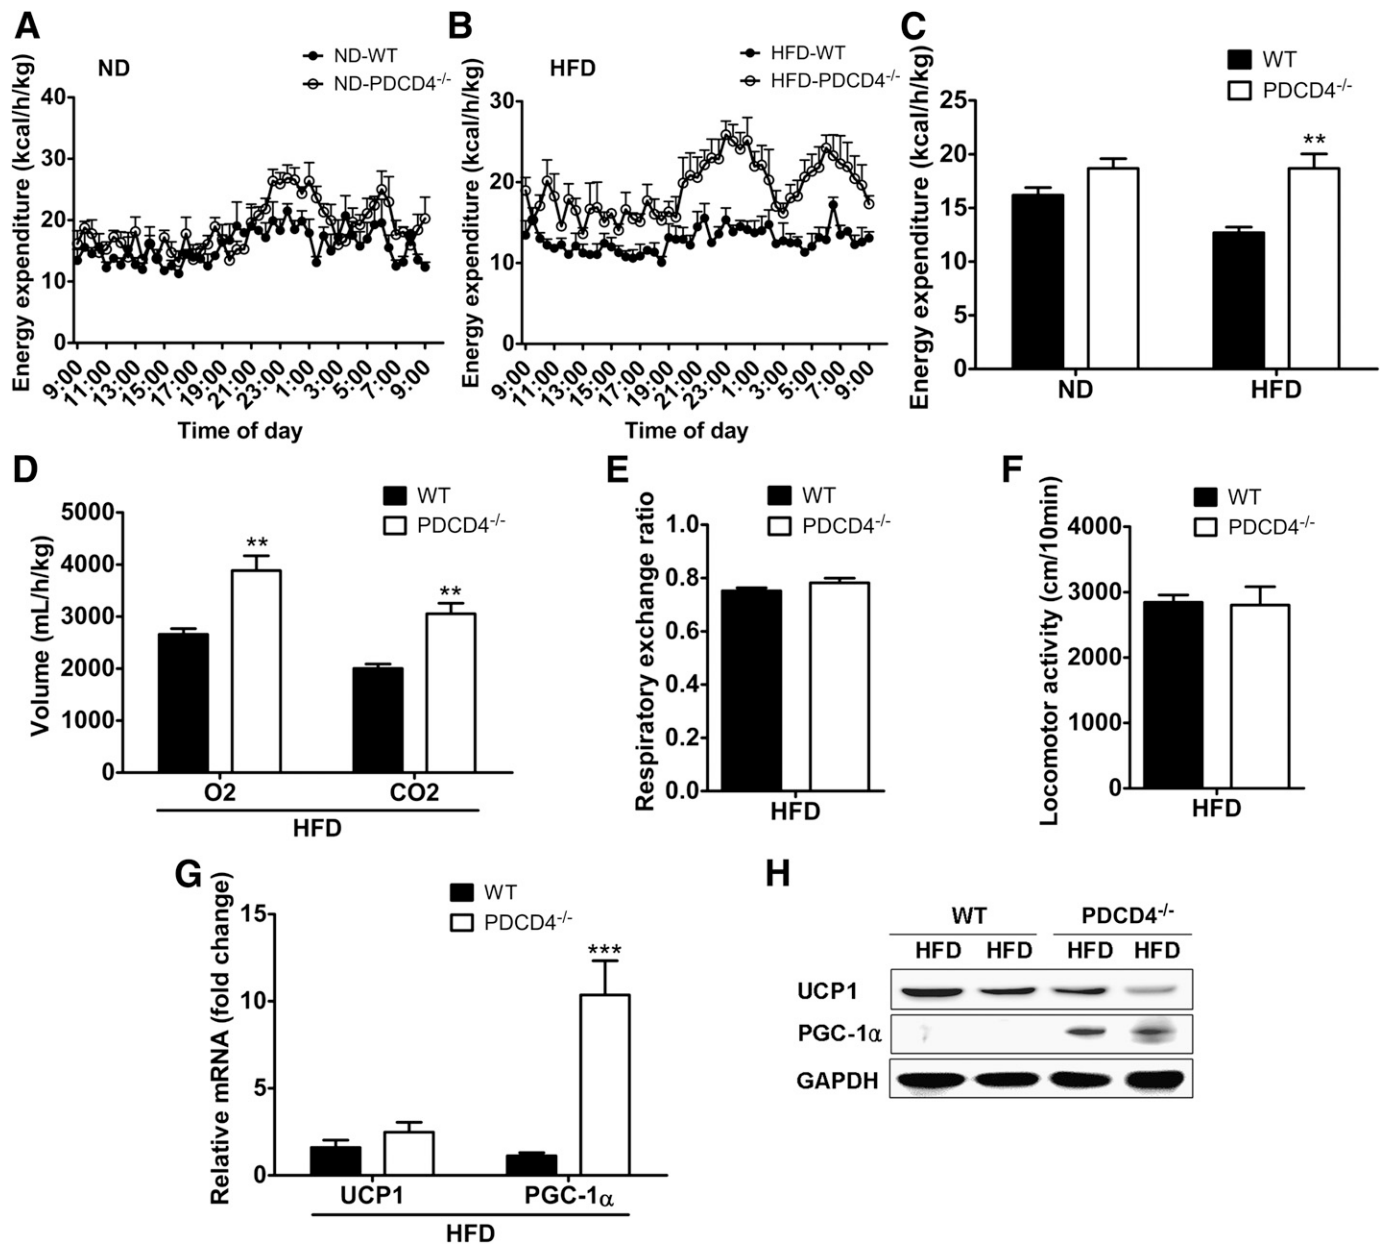 A
ND
ND-WT
ND-PDCD4-/-
Energy expenditure (kcal/h/kg)
40
30
20
10
0
9:00 11:00 13:00 15:00 17:00 19:00 21:00 23:00 1:00 3:00 5:00 7:00 9:00
Time of day
B
HFD
HFD-WT
HFD-PDCD4-/-
Energy expenditure (kcal/h/kg)
30
20
10
0
9:00 11:00 13:00 15:00 17:00 19:00 21:00 23:00 1:00 3:00 5:00 7:00 9:00
Time of day
C
WT
PDCD4-/-
Energy expenditure (kcal/h/kg)
25
20
15
10
5
0
**
ND HFD
D
WT
PDCD4-/-
Volume (mL/h/kg)
5000
4000
3000
2000
1000
0
**
**
O2 CO2
HFD
E
WT
PDCD4-/-
Respiratory exchange ratio
1.0
0.8
0.6
0.4
0.2
0.0
HFD
F
WT
PDCD4-/-
Locomotor activity (cm/10min)
4000
3000
2000
1000
0
HFD
G
WT
PDCD4-/-
Relative mRNA (fold change)
15
10
5
0
***
UCP1 PGC-1α
HFD
H
WT PDCD4-/-
HFD HFD HFD HFD
UCP1
PGC-1α
GAPDH